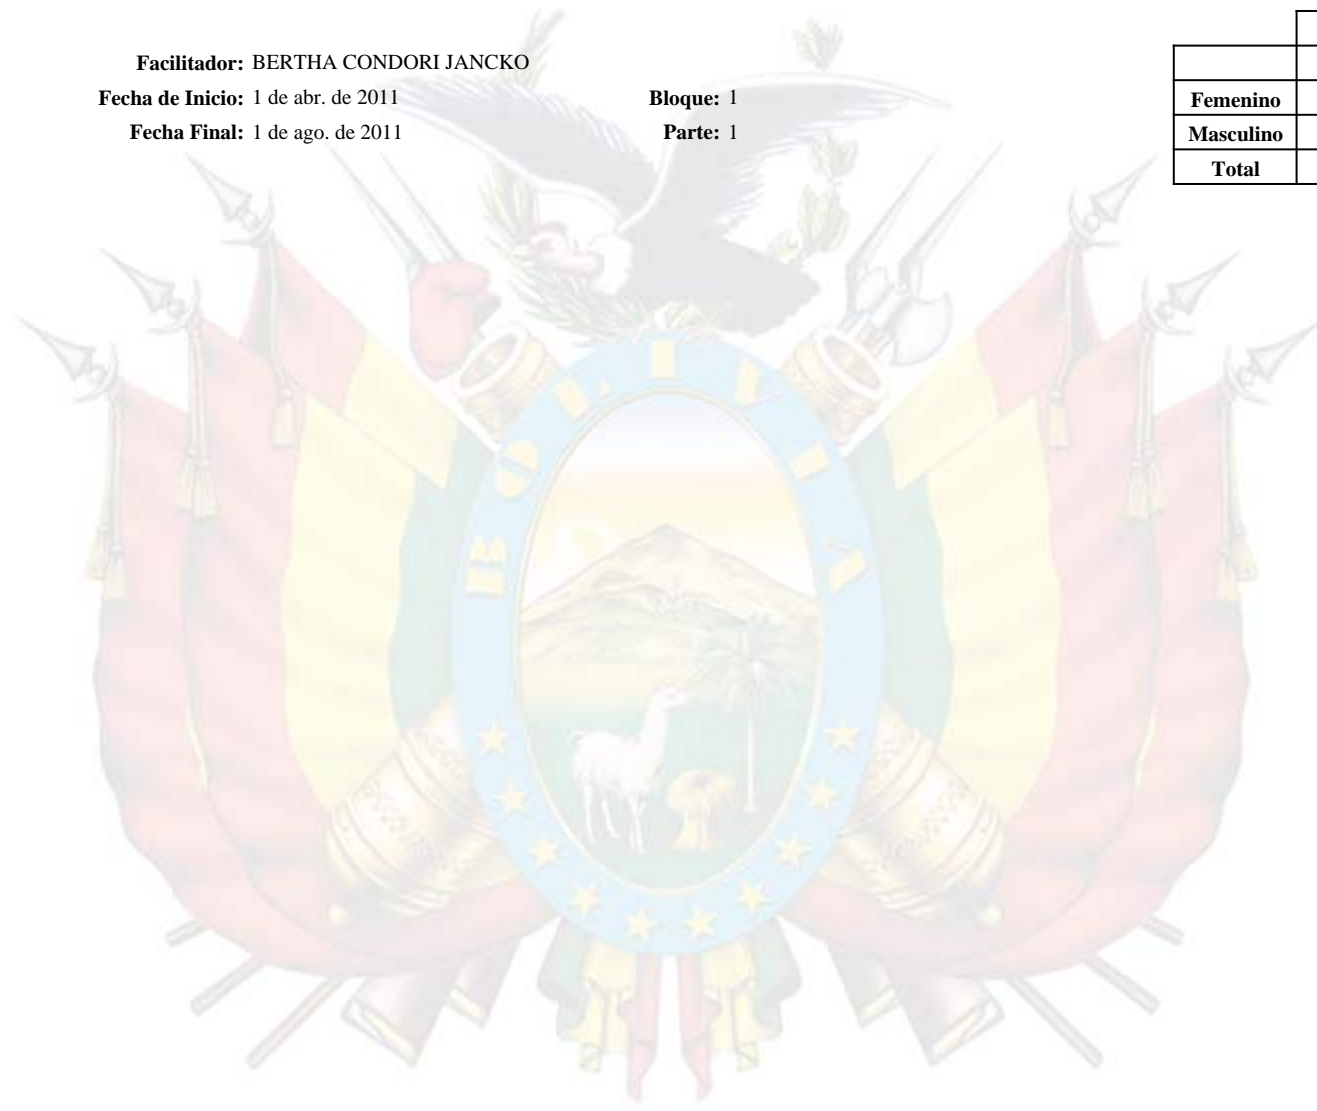 Facilitador: BERTHA CONDORI JANCKO
Fecha de Inicio: 1 de abr. de 2011 Bloque: 1
Fecha Final: 1 de ago. de 2011 Parte: 1
Femenino
Masculino
Total
BOLIVIA